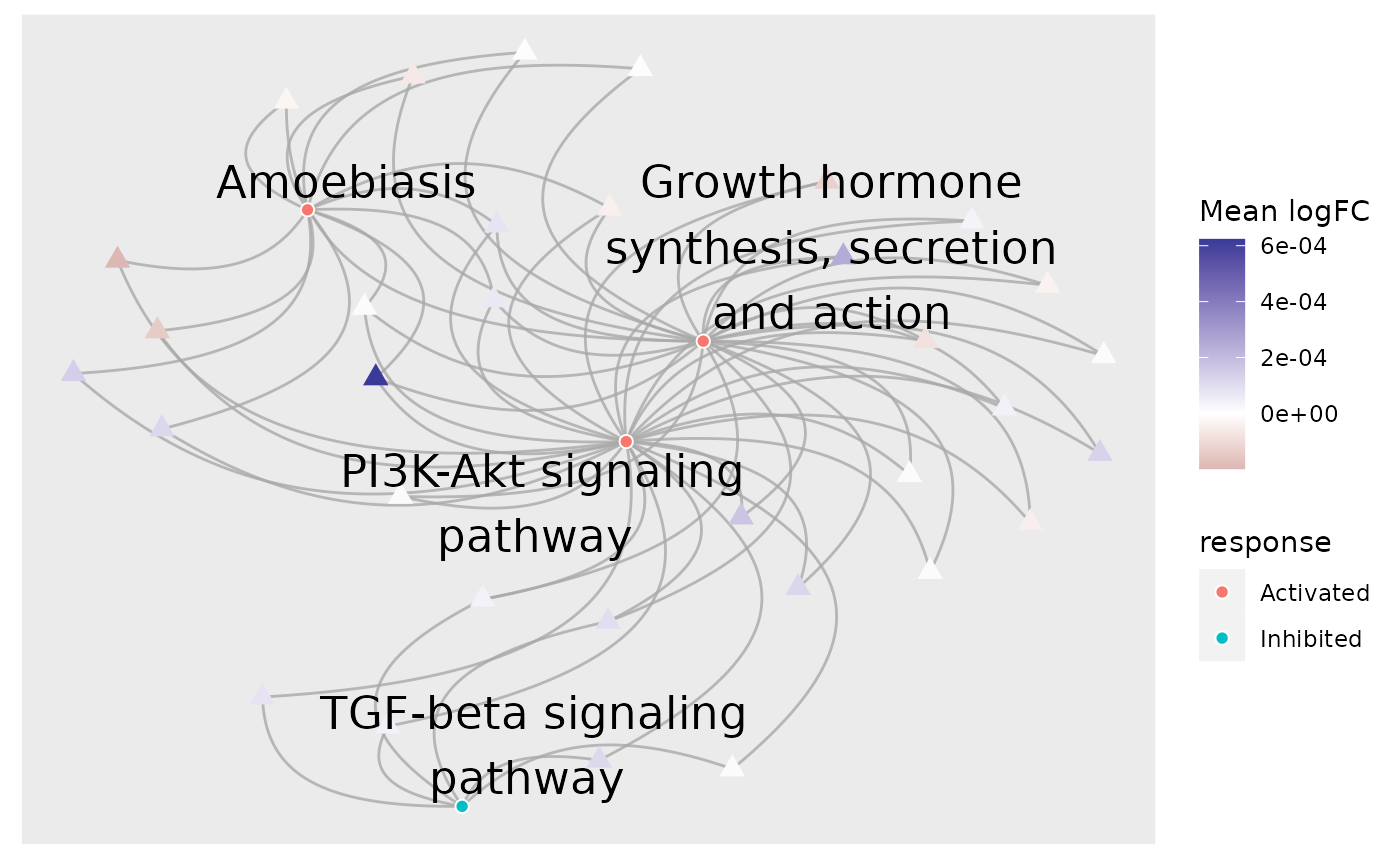 Amoebiasis
Growth hormone
synthesis, secretion
and action
PI3K-Akt signaling
pathway
TGF-beta signaling
pathway
Mean logFC
6e-04
4e-04
2e-04
0e+00
response
Activated
Inhibited